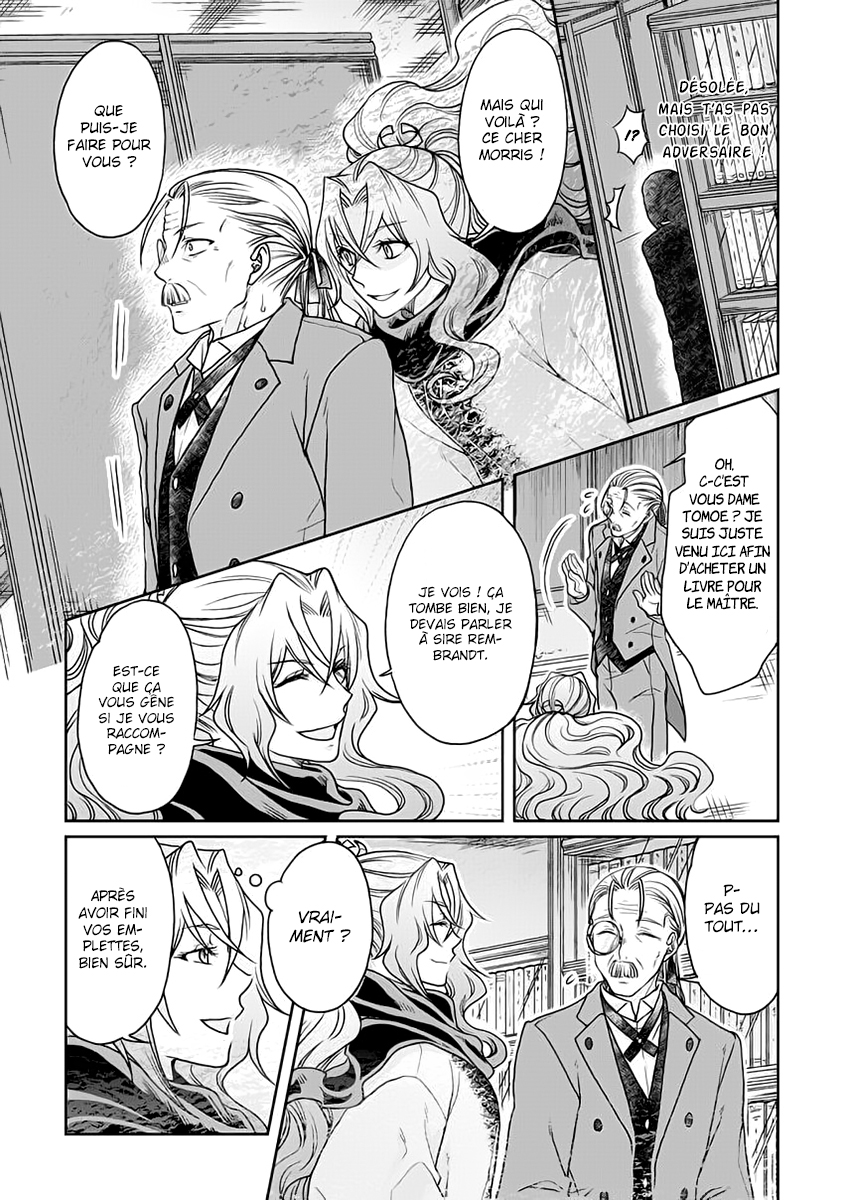 DÉSOLÉE,
MAIS T'AS PAS
CHOISI LE BON
ADVERSAIRE !
!?
MAIS QUI
VOILÀ ?
CE CHER
MORRIS !
QUE
PUIS-JE
FAIRE POUR
VOUS ?
OH,
C-C'EST
VOUS DAME
TOMOE ? JE
SUIS JUSTE
VENU ICI AFIN
D'ACHETER UN
LIVRE POUR
LE MAÎTRE.
JE VOIS ! ÇA
TOMBE BIEN, JE
DEVAIS PARLER
À SIRE REM-
BRANDT.
EST-CE
QUE ÇA
VOUS GÊNE
SI JE VOUS
RACCOM-
PAGNE ?
P-
PAS DU
TOUT...
VRAI-
MENT ?
APRÈS
AVOIR FINI
VOS EM-
PLETTES,
BIEN SÛR.